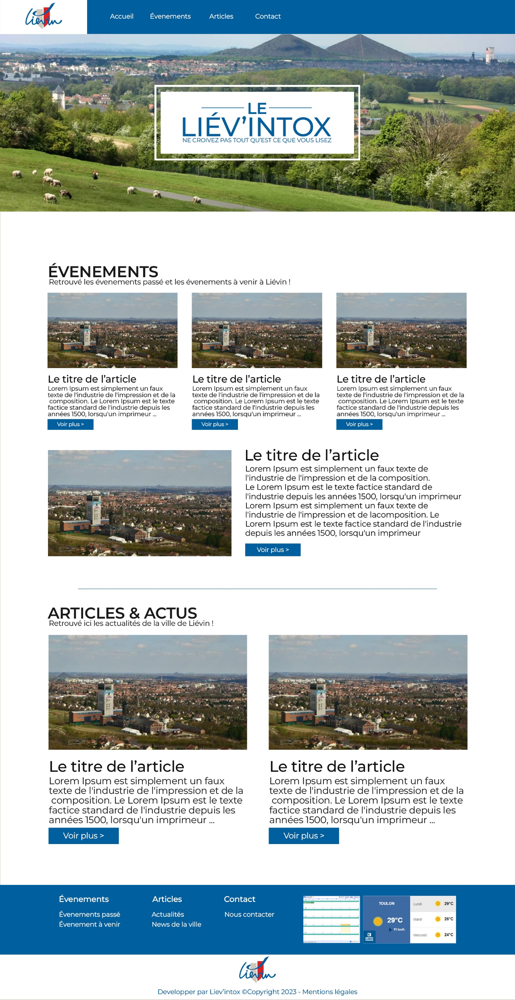 Liévin
Accueil Évenements Articles Contact
LE
LIÉV’INTOX
NE CROIVEZ PAS TOUT QU’EST CE QUE VOUS LISEZ
ÉVENEMENTS
Retrouvé les évenements passé et les évenements à venir à Liévin !
Le titre de l’article
Lorem Ipsum est simplement un faux
texte de l'industrie de l'impression et de la
composition. Le Lorem Ipsum est le texte
factice standard de l'industrie depuis les
années 1500, lorsqu'un imprimeur ...
Voir plus >
Le titre de l’article
Lorem Ipsum est simplement un faux
texte de l'industrie de l'impression et de la
composition. Le Lorem Ipsum est le texte
factice standard de l'industrie depuis les
années 1500, lorsqu'un imprimeur ...
Voir plus >
Le titre de l’article
Lorem Ipsum est simplement un faux
texte de l'industrie de l'impression et de la
composition. Le Lorem Ipsum est le texte
factice standard de l'industrie depuis les
années 1500, lorsqu'un imprimeur ...
Voir plus >
Le titre de l’article
Lorem Ipsum est simplement un faux texte de
l'industrie de l'impression et de la composition.
Le Lorem Ipsum est le texte factice standard de
l'industrie depuis les années 1500, lorsqu'un imprimeur
Lorem Ipsum est simplement un faux texte de
l'industrie de l'impression et de lacomposition. Le
Lorem Ipsum est le texte factice standard de l'industrie
depuis les années 1500, lorsqu'un imprimeur
Voir plus >
ARTICLES & ACTUS
Retrouvé ici les actualités de la ville de Liévin !
Le titre de l’article
Lorem Ipsum est simplement un faux
texte de l'industrie de l'impression et de la
composition. Le Lorem Ipsum est le texte
factice standard de l'industrie depuis les
années 1500, lorsqu'un imprimeur ...
Voir plus >
Le titre de l’article
Lorem Ipsum est simplement un faux
texte de l'industrie de l'impression et de la
composition. Le Lorem Ipsum est le texte
factice standard de l'industrie depuis les
années 1500, lorsqu'un imprimeur ...
Voir plus >
Évenements
Évenements passé
Évenement à venir
Articles
Actualités
News de la ville
Contact
Nous contacter
TOULON
29°C
11 km/h
METEO
FRANCE
Lundi 29°C
Mardi 26°C
Mercredi 24°C
Liévin
Developper par Liev’intox ©Copyright 2023 - Mentions légales